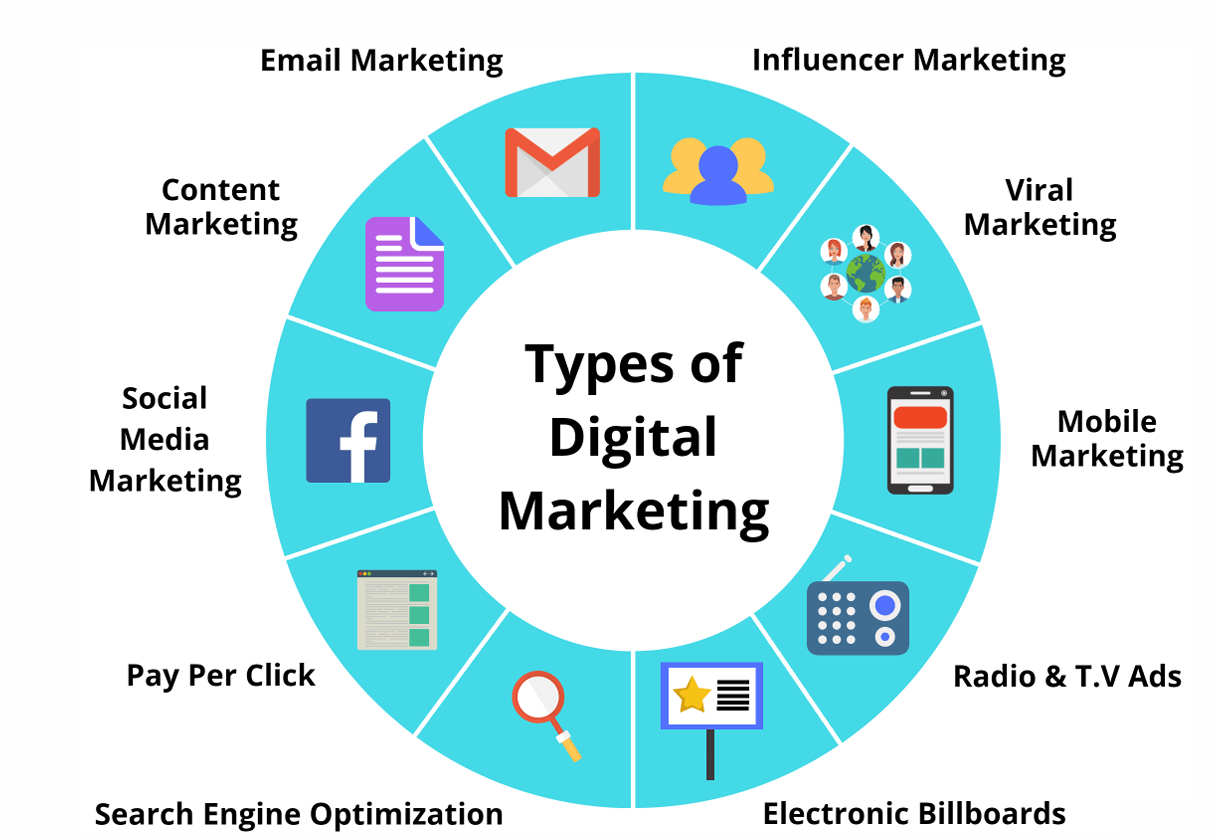 Email Marketing
Influencer Marketing
Content
Marketing
Viral
Marketing
Types of
Digital
Marketing
Social
Media
Marketing
Mobile
Marketing
Pay Per Click
Radio & T.V Ads
Search Engine Optimization
Electronic Billboards